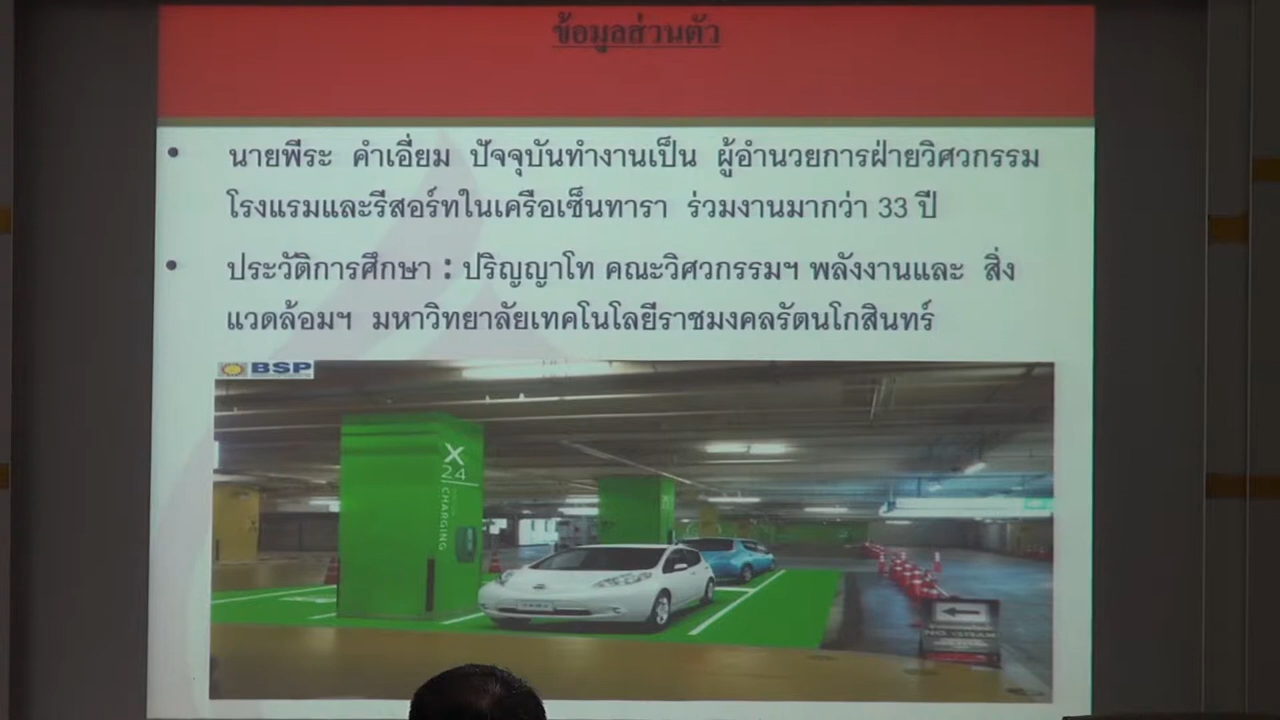 ข้อมูลส่วนตัว
• นายพีระ คำเอี่ยม ปัจจุบันทำงานเป็น ผู้อำนวยการฝ่ายวิศวกรรม
โรงแรมและรีสอร์ทในเครือเซ็นทารา ร่วมงานมากว่า 33 ปี
• ประวัติการศึกษา : ปริญญาโท คณะวิศวกรรมฯ พลังงานและ สิ่ง
แวดล้อมฯ มหาวิทยาลัยเทคโนโลยีราชมงคลรัตนโกสินทร์
BSP
X
24
CHARGING